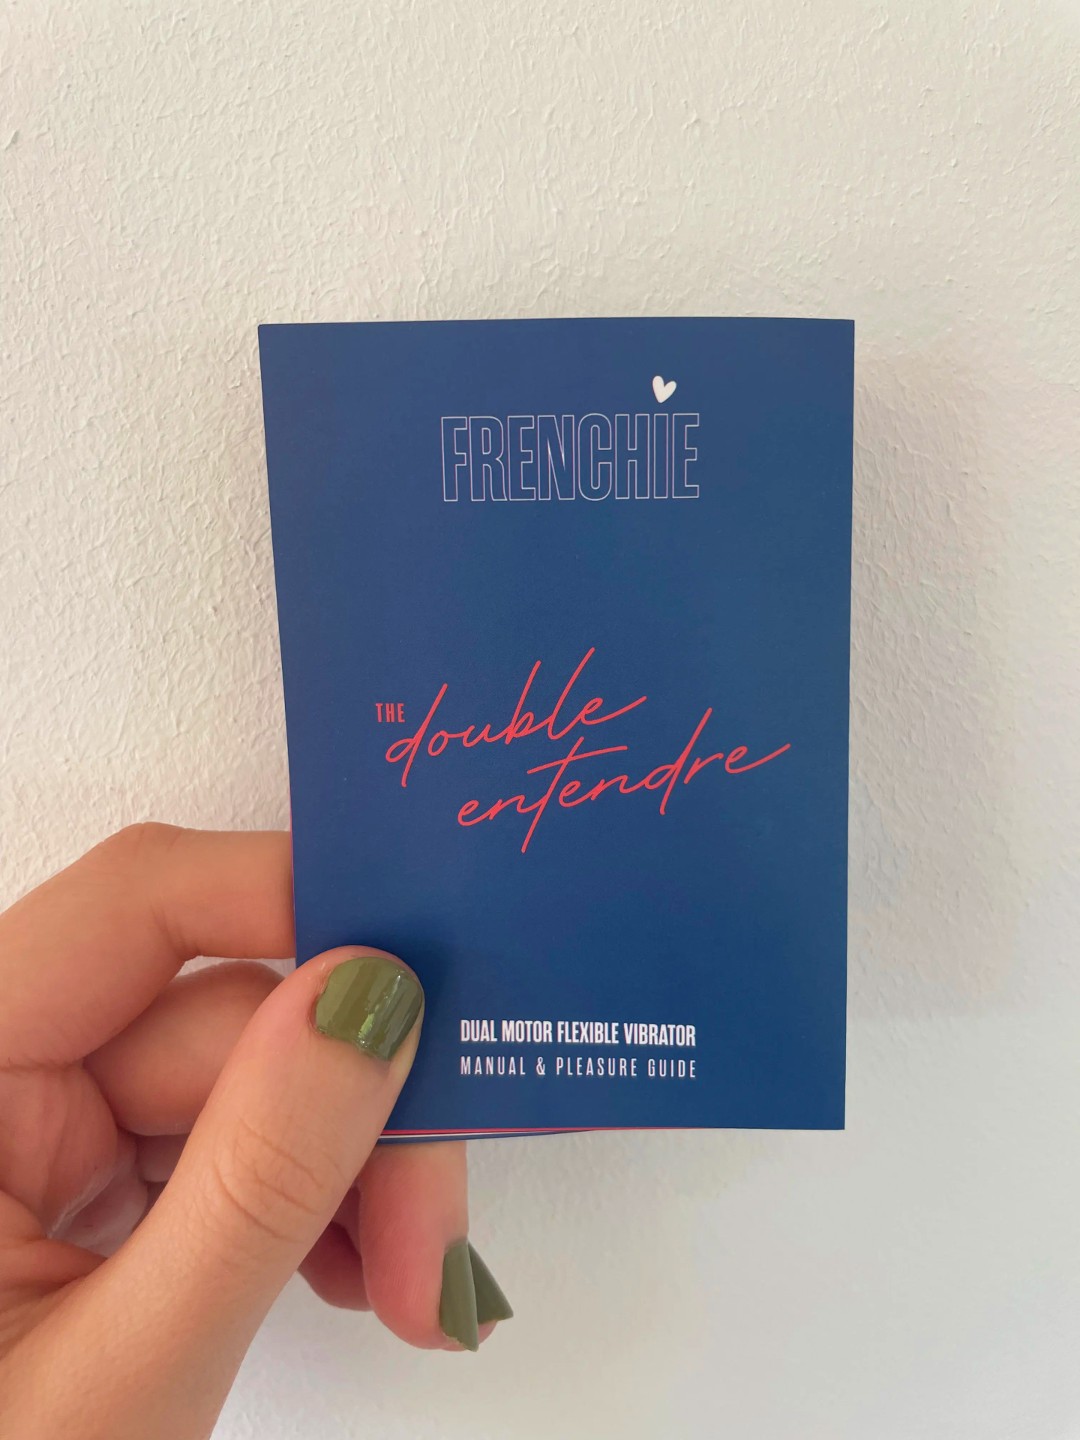 FRENCHIE
THE double
entendre
DUAL MOTOR FLEXIBLE VIBRATOR
MANUAL & PLEASURE GUIDE